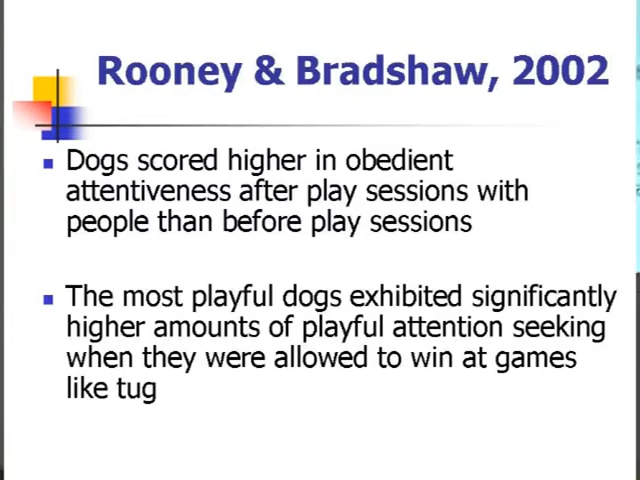 Rooney & Bradshaw, 2002
Dogs scored higher in obedient
attentiveness after play sessions with
people than before play sessions
The most playful dogs exhibited significantly
higher amounts of playful attention seeking
when they were allowed to win at games
like tug